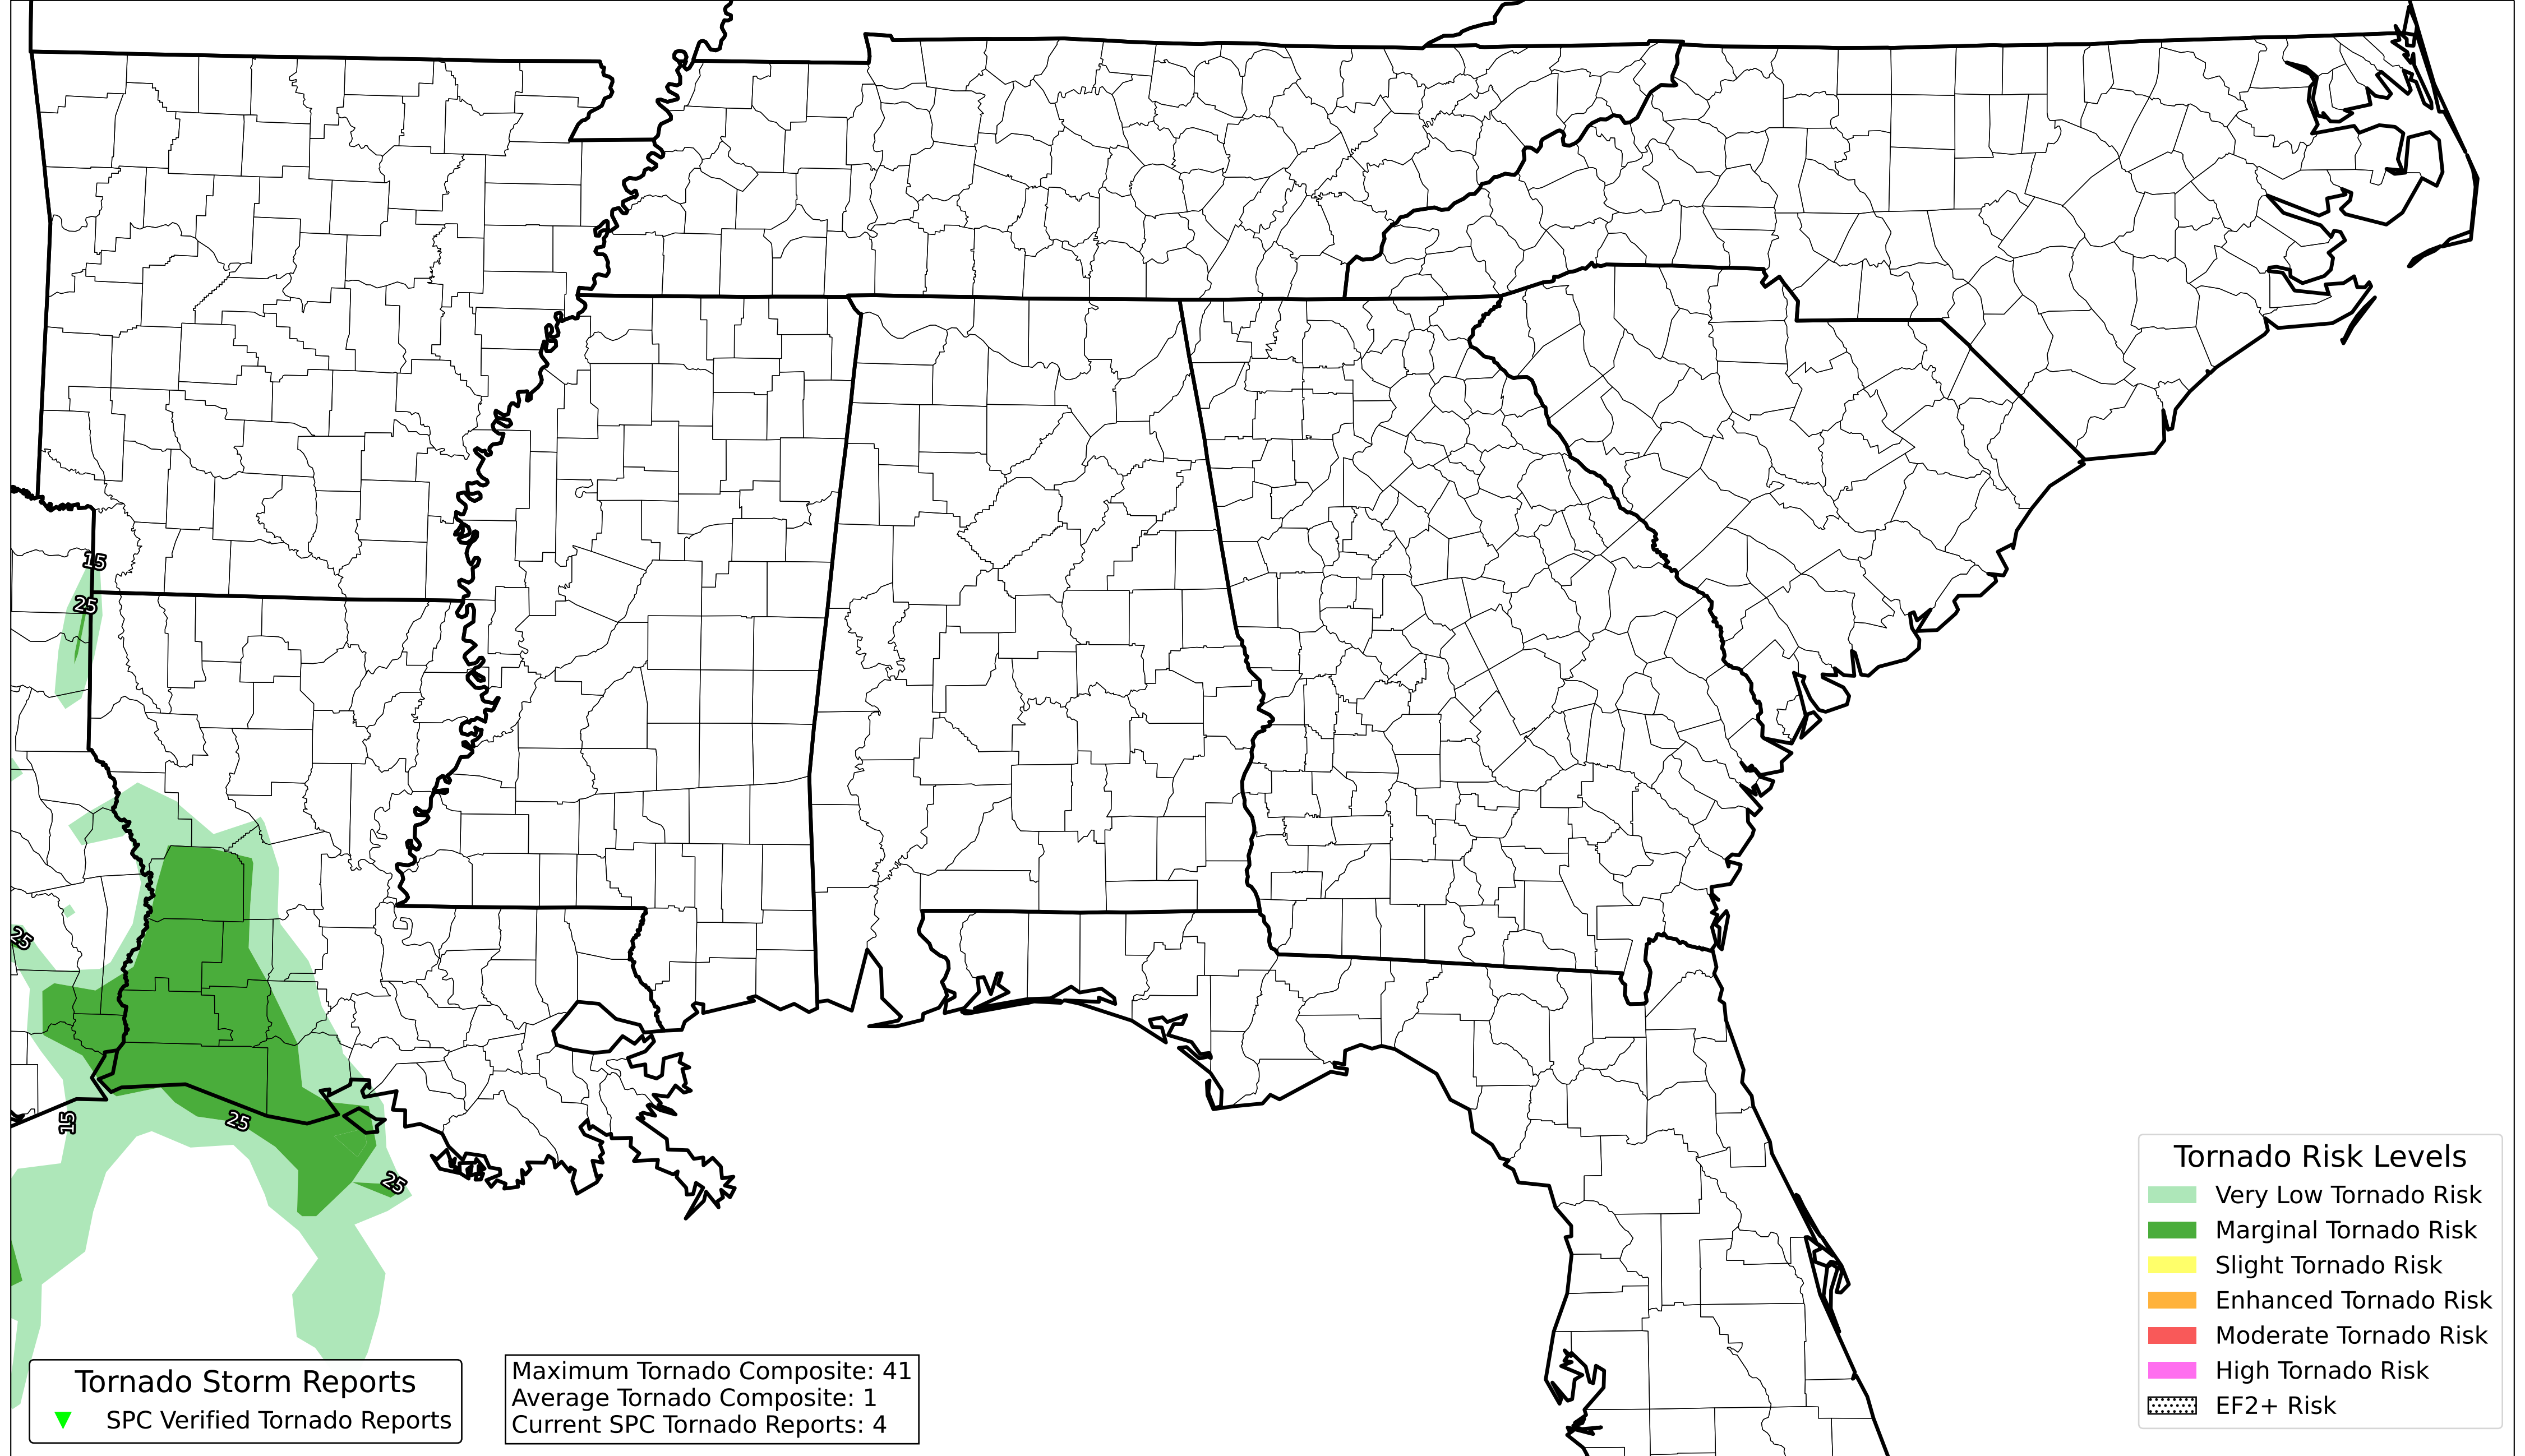 15
25
25
15
25
25
Tornado Storm Reports
SPC Verified Tornado Reports
Maximum Tornado Composite: 41
Average Tornado Composite: 1
Current SPC Tornado Reports: 4
Tornado Risk Levels
Very Low Tornado Risk
Marginal Tornado Risk
Slight Tornado Risk
Enhanced Tornado Risk
Moderate Tornado Risk
High Tornado Risk
EF2+ Risk